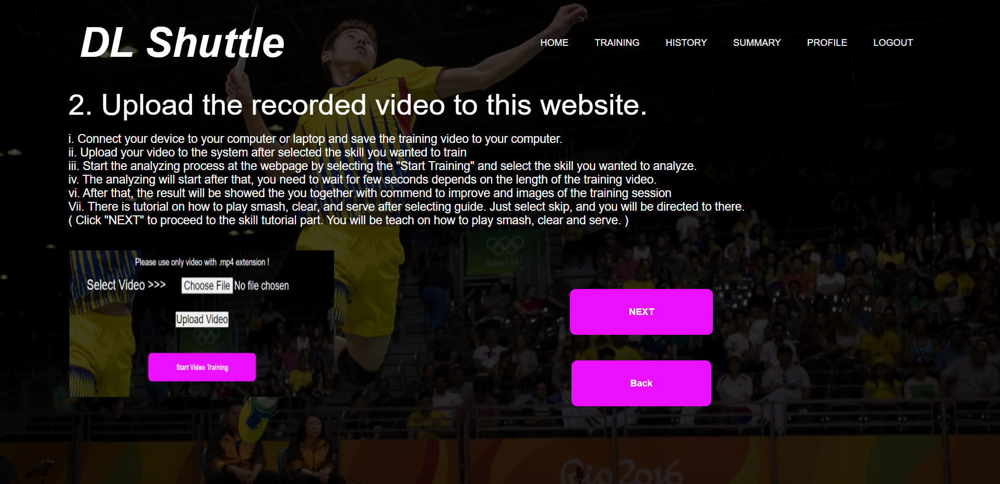 DL Shuttle
HOME TRAINING HISTORY SUMMARY PROFILE LOGOUT
2. Upload the recorded video to this website.
i. Connect your device to your computer or laptop and save the training video to your computer.
ii. Upload your video to the system after selected the skill you wanted to train
iii. Start the analyzing process at the webpage by selecting the "Start Training" and select the skill you wanted to analyze.
iv. The analyzing will start after that, you need to wait for few seconds depends on the length of the training video.
vi. After that, the result will be showed the you together with commend to improve and images of the training session
Vii. There is tutorial on how to play smash, clear, and serve after selecting guide. Just select skip, and you will be directed to there.
( Click "NEXT" to proceed to the skill tutorial part. You will be teach on how to play smash, clear and serve. )
Please use only video with .mp4 extension !
Select Video >>> Choose File No file chosen
Upload Video
Start Video Training
NEXT
Back
Rio 2016